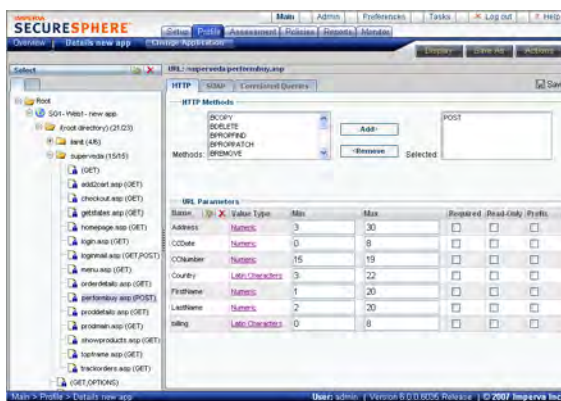 IMPERVA
SECURESPHERE
Main Admin Preferences Tasks Log out Help
Setup Profile Assessment Policies Reports Monitor
Overview | Details new app Change Application
Display Save As Actions
Select
URL: /superveda/performbuy.asp
HTTP SOAP Correlated Queries
Save
Root
SG1- West - new app
/(root directory) (21/23)
(4/6)
superveda (15/15)
(GET)
add2cart.asp (GET)
checkout.asp (GET)
getstates.asp (GET)
homepage.asp (GET)
login.asp (GET)
loginmail.asp (GET,POST)
menu.asp (GET)
orderdetails.asp (GET)
performbuy.asp (POST)
proddetails.asp (GET)
prodmain.asp (GET)
showproducts.asp (GET)
topframe.asp (GET)
trackorders.asp (GET)
(GET,OPTIONS)
HTTP Methods
Methods:
BCOPY
BDELETE
BPROPFIND
BPROPPATCH
BREMOVE
Add>
<Remove
Selected:
POST
URL Parameters
Name Value Type Min Max Required Read-Only Prefix
Address Numeric 3 30
CCDate Numeric 0 8
CCNumber Numeric 15 19
Country Latin Characters 3 22
FirstName Numeric 1 20
LastName Numeric 2 20
billing Latin Characters 0 8
Main > Profile > Details new app
User: admin | Version 6.0.0.6035 Release | © 2007 Imperva Inc